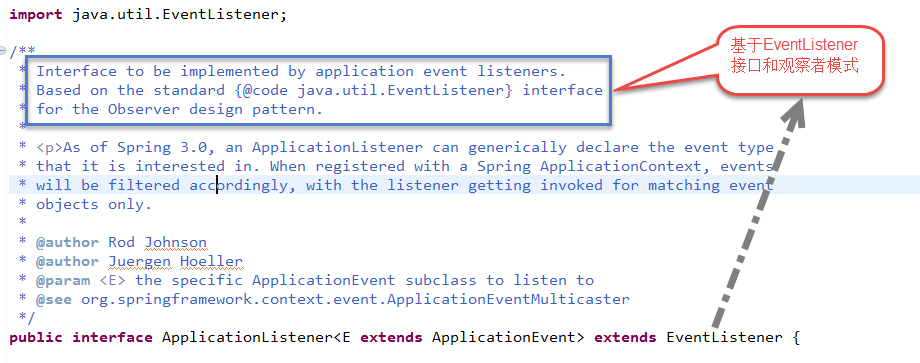 import java.util.EventListener;
/**
* Interface to be implemented by application event listeners.
* Based on the standard {@code java.util.EventListener} interface
* for the Observer design pattern.
*
* <p>As of Spring 3.0, an ApplicationListener can generically declare the event type
* that it is interested in. When registered with a Spring ApplicationContext, events
* will be filtered accordingly, with the listener getting invoked for matching event
* objects only.
*
* @author Rod Johnson
* @author Juergen Hoeller
* @param <E> the specific ApplicationEvent subclass to listen to
* @see org.springframework.context.event.ApplicationEventMulticaster
*/
public interface ApplicationListener<E extends ApplicationEvent> extends EventListener {
基于EventListener
接口和观察者模式